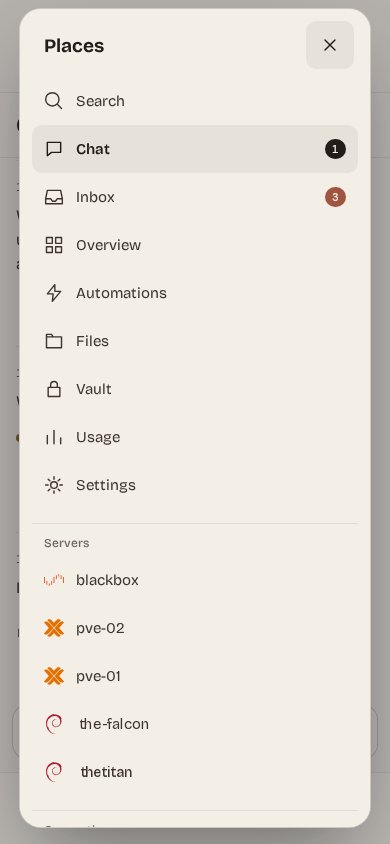 Places
Search
Chat 1
Inbox 3
Overview
Automations
Files
Vault
Usage
Settings
Servers
blackbox
pve-02
pve-01
the-falcon
thetitan